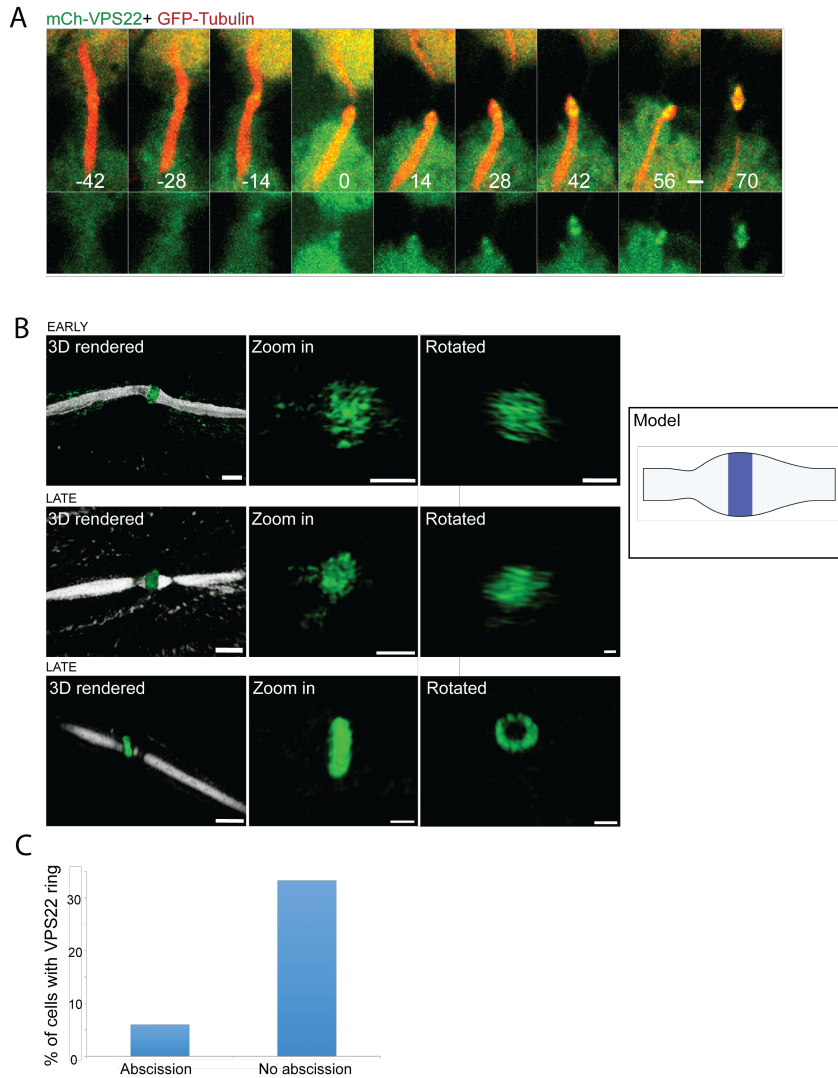 A
mCh-VPS22+ GFP-Tubulin
-42 -28 -14 0 14 28 42 56 70
B
EARLY
3D rendered Zoom in Rotated
Model
LATE
3D rendered Zoom in Rotated
LATE
3D rendered Zoom in Rotated
C
% of cells with VPS22 ring
30
20
10
0
Abscission No abscission